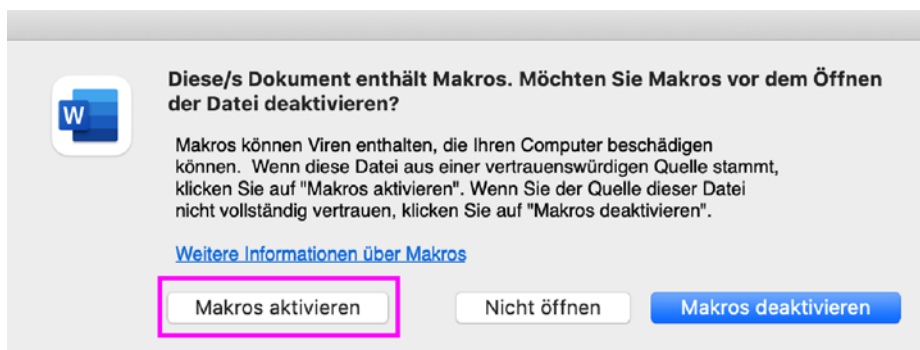 Diese/s Dokument enthält Makros. Möchten Sie Makros vor dem Öffnen
der Datei deaktivieren?
W
Makros können Viren enthalten, die Ihren Computer beschädigen
können.  Wenn diese Datei aus einer vertrauenswürdigen Quelle stammt,
klicken Sie auf "Makros aktivieren". Wenn Sie der Quelle dieser Datei
nicht vollständig vertrauen, klicken Sie auf "Makros deaktivieren".
Weitere Informationen über Makros
Makros aktivieren
Nicht öffnen
Makros deaktivieren